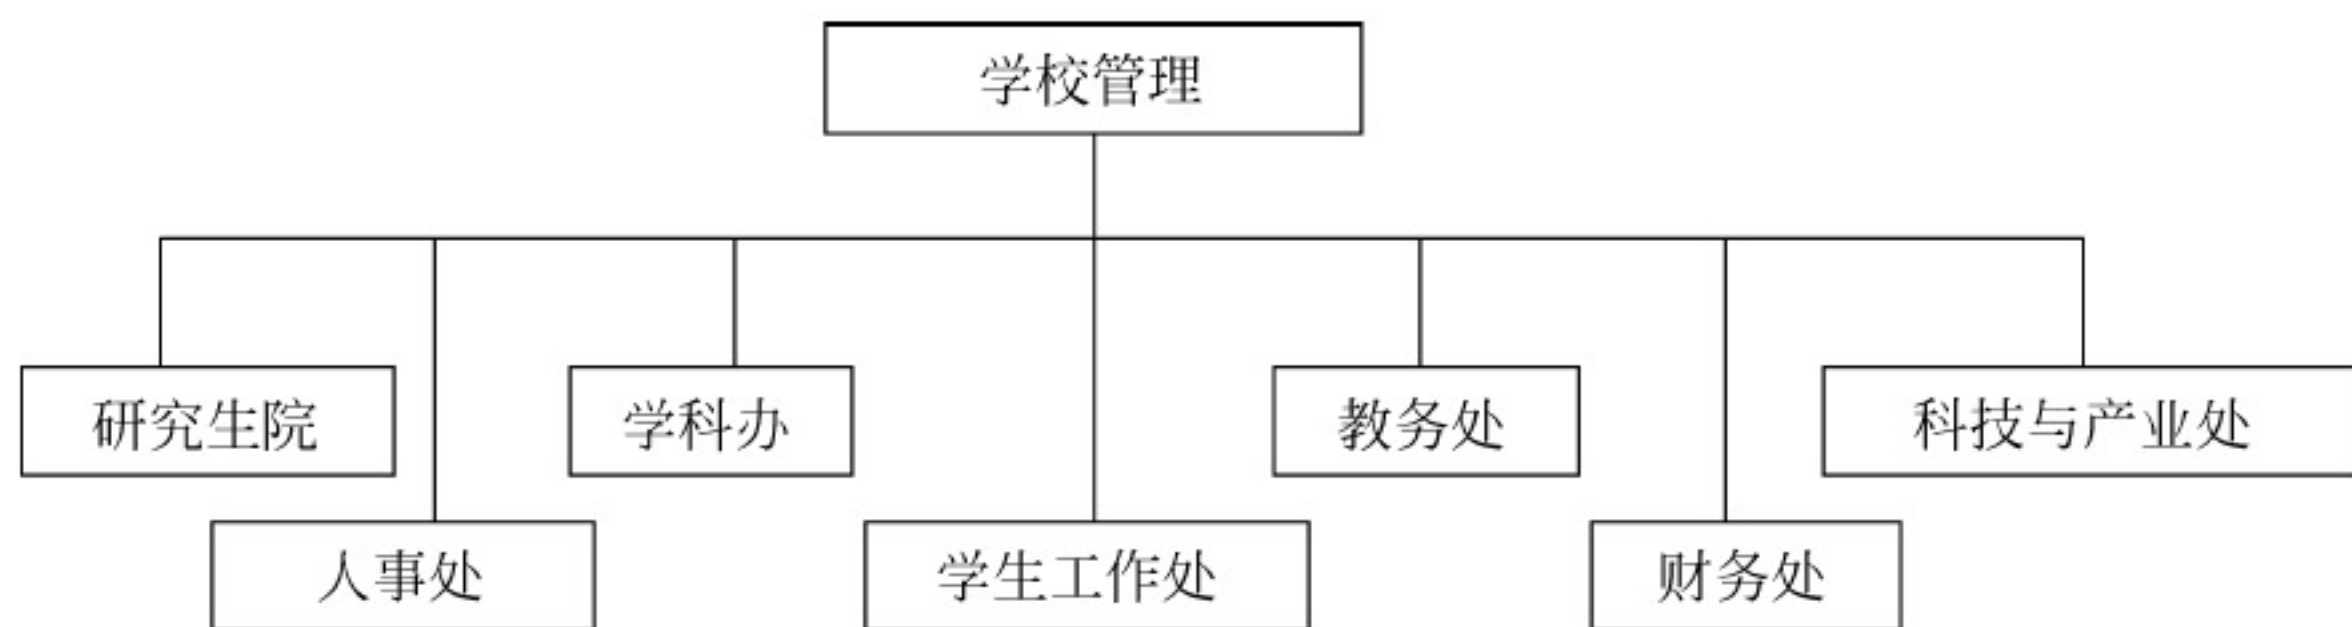 学校管理
研究生院
学科办
教务处
科技与产业处
人事处
学生工作处
财务处